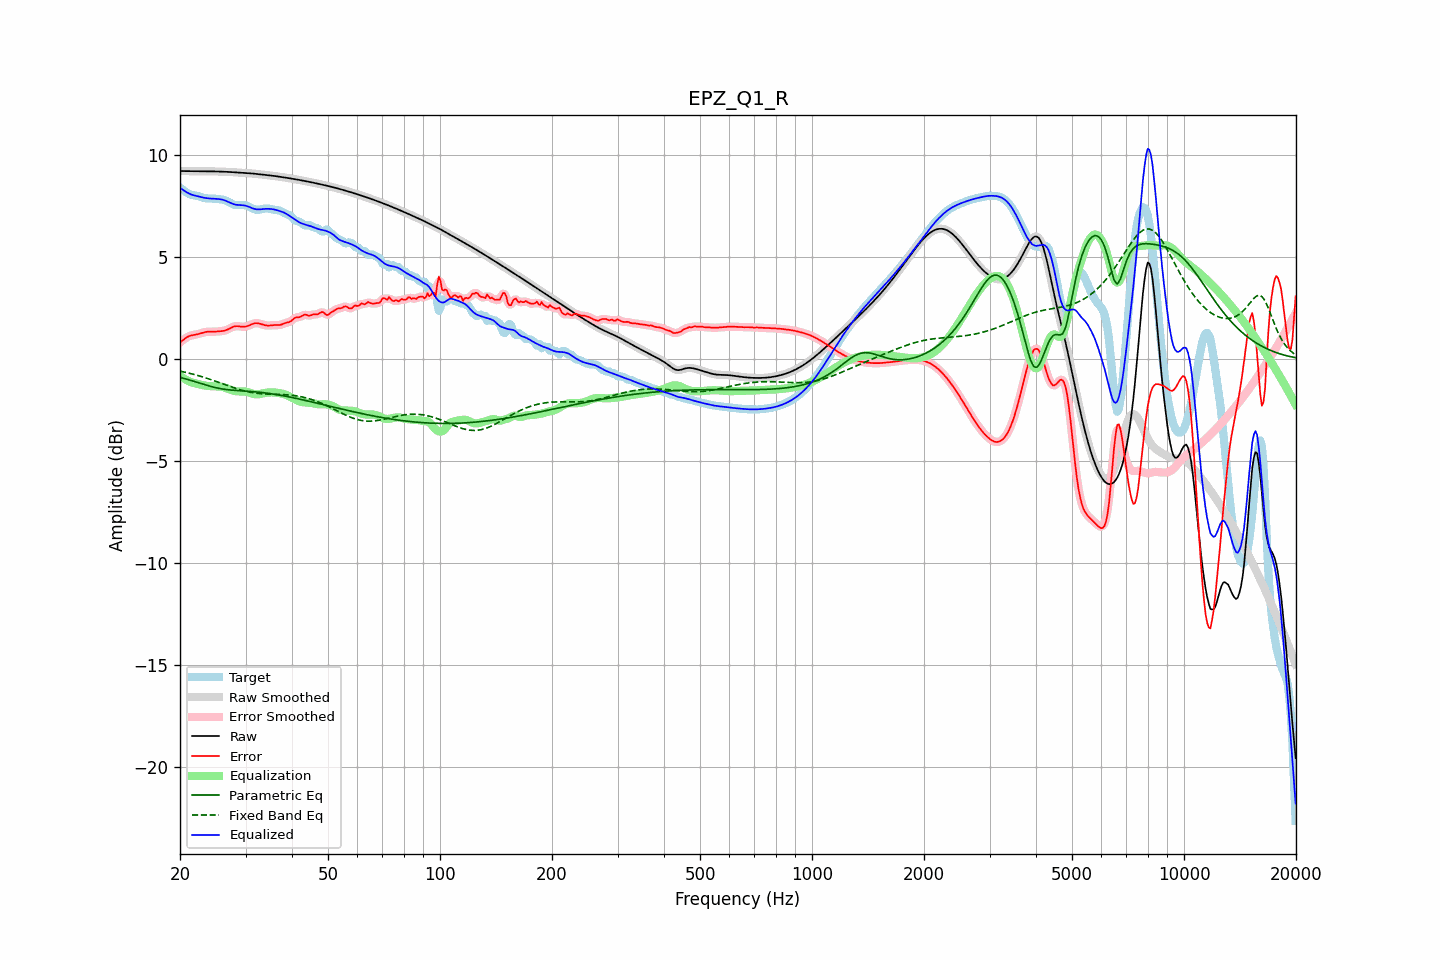 EPZ_Q1_R
Amplitude (dBr)
10
5
0
−5
−10
−15
−20
Target
Raw Smoothed
Error Smoothed
Raw
Error
Equalization
Parametric Eq
Fixed Band Eq
Equalized
20 50 100 200 500 1000 2000 5000 10000 20000
Frequency (Hz)